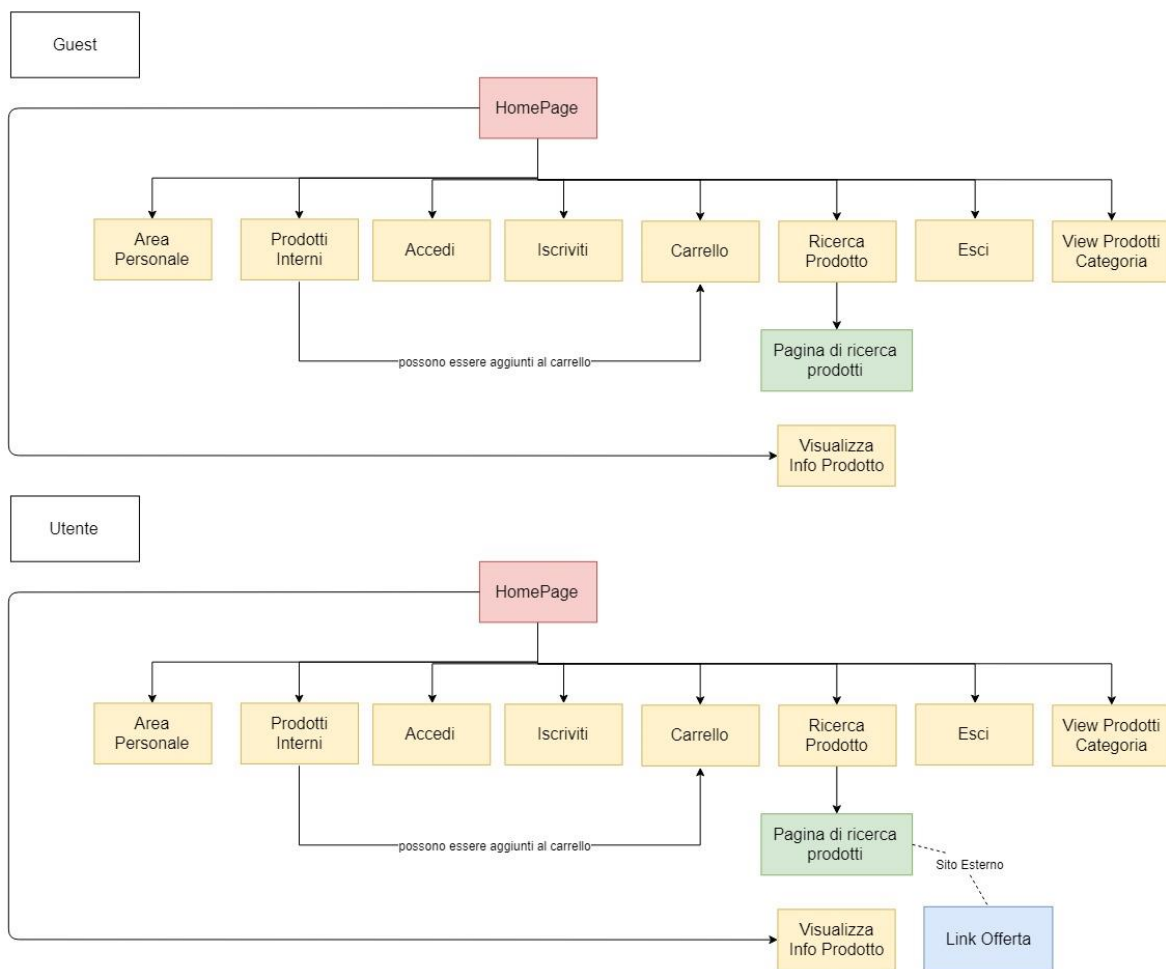 Guest
HomePage
Area
Personale
Prodotti
Interni
Accedi
Iscriviti
Carrello
Ricerca
Prodotto
Esci
View Prodotti
Categoria
possono essere aggiunti al carrello
Pagina di ricerca
prodotti
Visualizza
Info Prodotto
Utente
HomePage
Area
Personale
Prodotti
Interni
Accedi
Iscriviti
Carrello
Ricerca
Prodotto
Esci
View Prodotti
Categoria
possono essere aggiunti al carrello
Pagina di ricerca
prodotti
Sito Esterno
Visualizza
Info Prodotto
Link Offerta